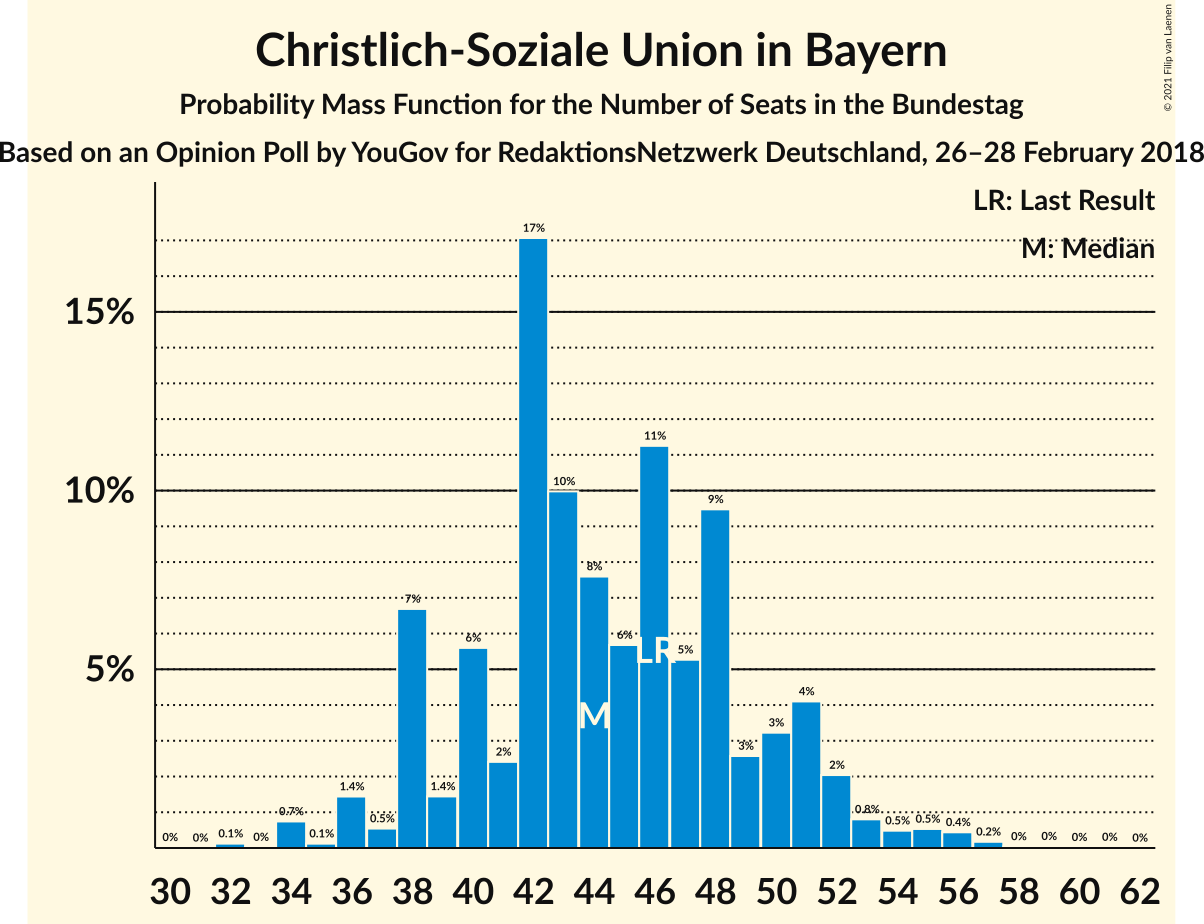 Christlich-Soziale Union in Bayern
Probability Mass Function for the Number of Seats in the Bundestag
Based on an Opinion Poll by YouGov for RedaktionsNetzwerk Deutschland, 26–28 February 2018
© 2021 Filip van Laenen
LR: Last Result
M: Median
15%
10%
5%
0% 0% 0.1% 0% 0.7% 0.1% 1.4% 0.5% 7% 1.4% 6% 2% 17% 10% 8% 6% 11% 5% 9% 3% 3% 4% 2% 0.8% 0.5% 0.5% 0.4% 0.2% 0% 0% 0% 0% 0%
LR
M
30 32 34 36 38 40 42 44 46 48 50 52 54 56 58 60 62